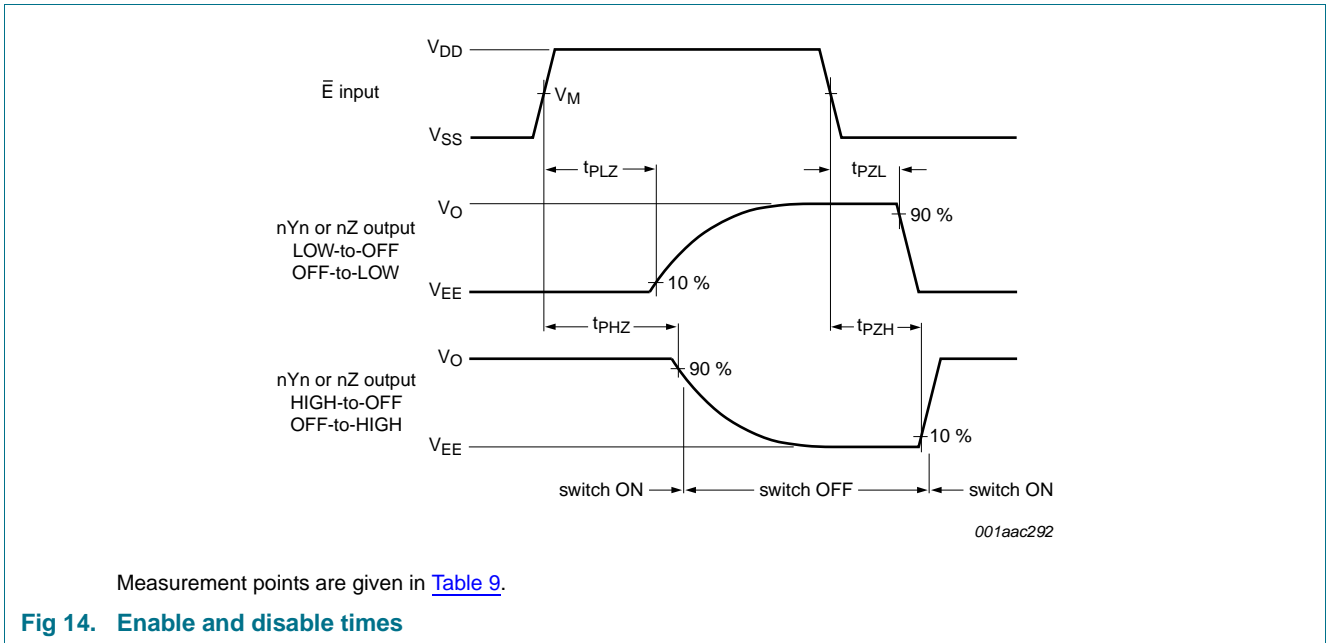 VDD
Ē input
VM
VSS
tPLZ
tPZL
VO
90 %
nYn or nZ output
LOW-to-OFF
OFF-to-LOW
10 %
VEE
tPHZ
tPZH
VO
90 %
nYn or nZ output
HIGH-to-OFF
OFF-to-HIGH
10 %
VEE
switch ON
switch OFF
switch ON
001aac292
Measurement points are given in Table 9.
Fig 14. Enable and disable times